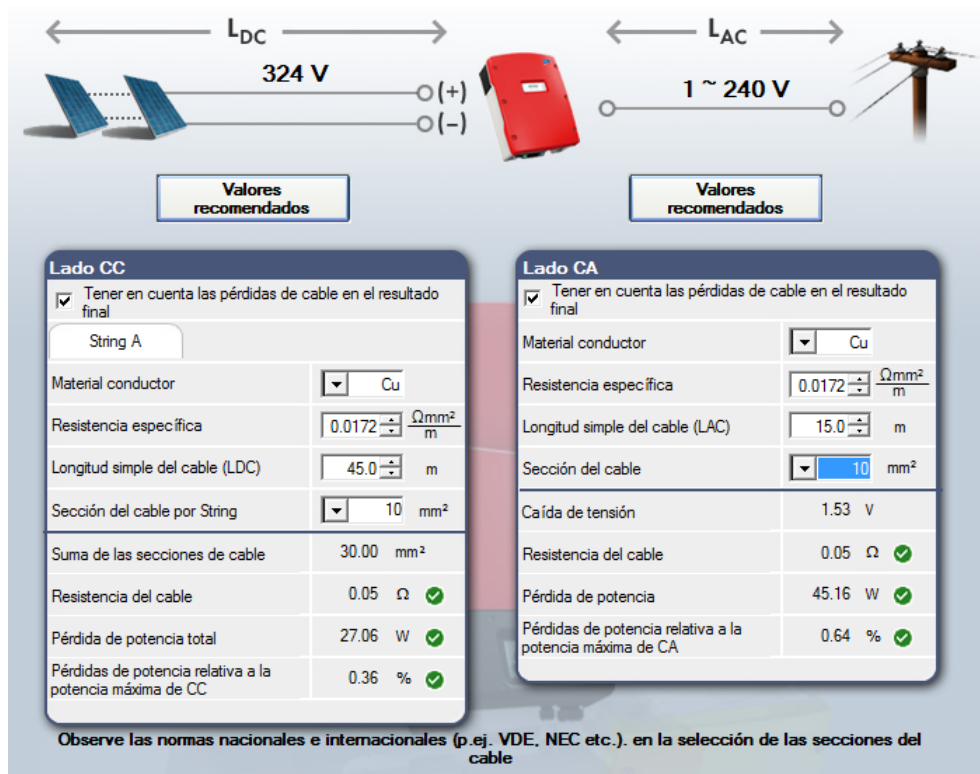 L_DC
L_AC
324 V
(+)
(−)
1 ~ 240 V
Valores
recomendados
Valores
recomendados
Lado CC
Tener en cuenta las pérdidas de cable en el resultado
final
String A
Material conductor Cu
Resistencia específica 0.0172 Ωmm²/m
Longitud simple del cable (LDC) 45.0 m
Sección del cable por String 10 mm²
Suma de las secciones de cable 30.00 mm²
Resistencia del cable 0.05 Ω
Pérdida de potencia total 27.06 W
Pérdidas de potencia relativa a la
potencia máxima de CC 0.36 %
Lado CA
Tener en cuenta las pérdidas de cable en el resultado
final
Material conductor Cu
Resistencia específica 0.0172 Ωmm²/m
Longitud simple del cable (LAC) 15.0 m
Sección del cable 10 mm²
Caída de tensión 1.53 V
Resistencia del cable 0.05 Ω
Pérdida de potencia 45.16 W
Pérdidas de potencia relativa a la
potencia máxima de CA 0.64 %
Observe las normas nacionales e internacionales (p.ej. VDE, NEC etc.). en la selección de las secciones del
cable